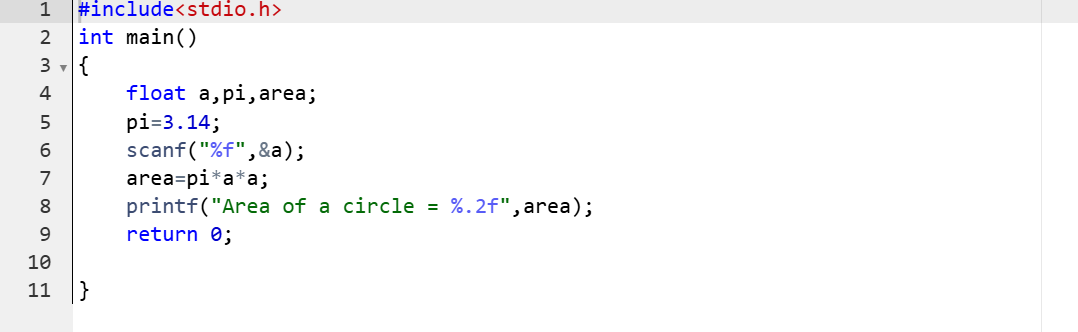 1 #include<stdio.h>
2 int main()
3 {
4     float a,pi,area;
5     pi=3.14;
6     scanf("%f",&a);
7     area=pi*a*a;
8     printf("Area of a circle = %.2f",area);
9     return 0;
10
11 }